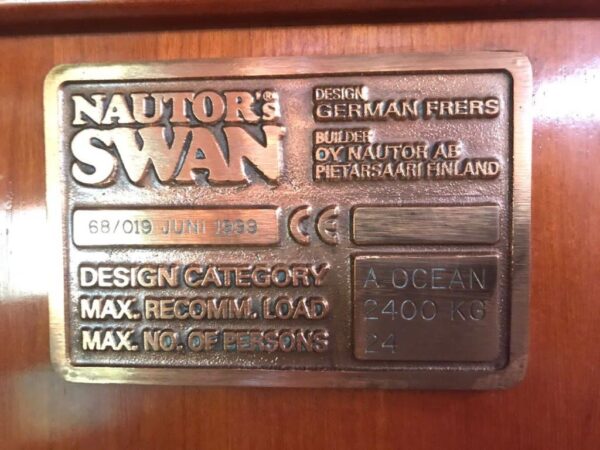 NAUTOR's®
SWAN
DESIGN
GERMAN FRERS
BUILDER
OY NAUTOR AB
PIETARSAARI FINLAND
68/019 JUNI 1999
CE
DESIGN CATEGORY A OCEAN
MAX. RECOMM. LOAD 2400 KG
MAX. NO. OF PERSONS 24